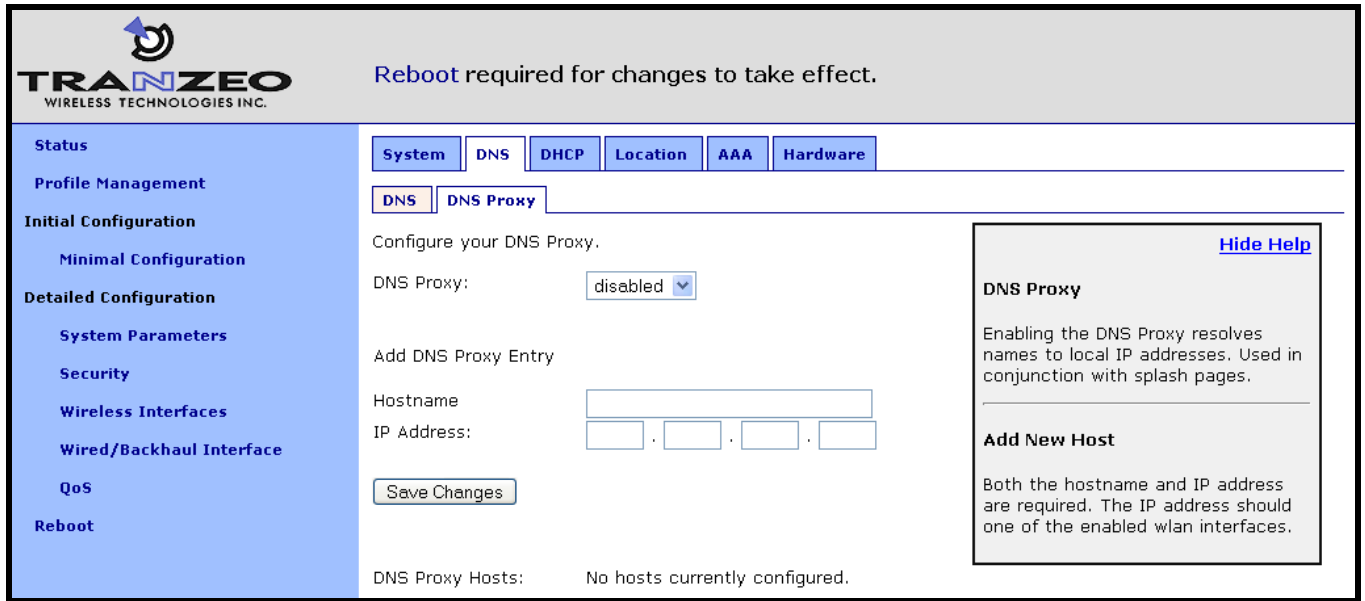 TRANZEO
WIRELESS TECHNOLOGIES INC.
Reboot required for changes to take effect.
Status
Profile Management
Initial Configuration
Minimal Configuration
Detailed Configuration
System Parameters
Security
Wireless Interfaces
Wired/Backhaul Interface
QoS
Reboot
System DNS DHCP Location AAA Hardware
DNS DNS Proxy
Configure your DNS Proxy.
DNS Proxy: disabled
Add DNS Proxy Entry
Hostname
IP Address: . . .
Save Changes
DNS Proxy Hosts: No hosts currently configured.
Hide Help
DNS Proxy
Enabling the DNS Proxy resolves
names to local IP addresses. Used in
conjunction with splash pages.
Add New Host
Both the hostname and IP address
are required. The IP address should
one of the enabled wlan interfaces.